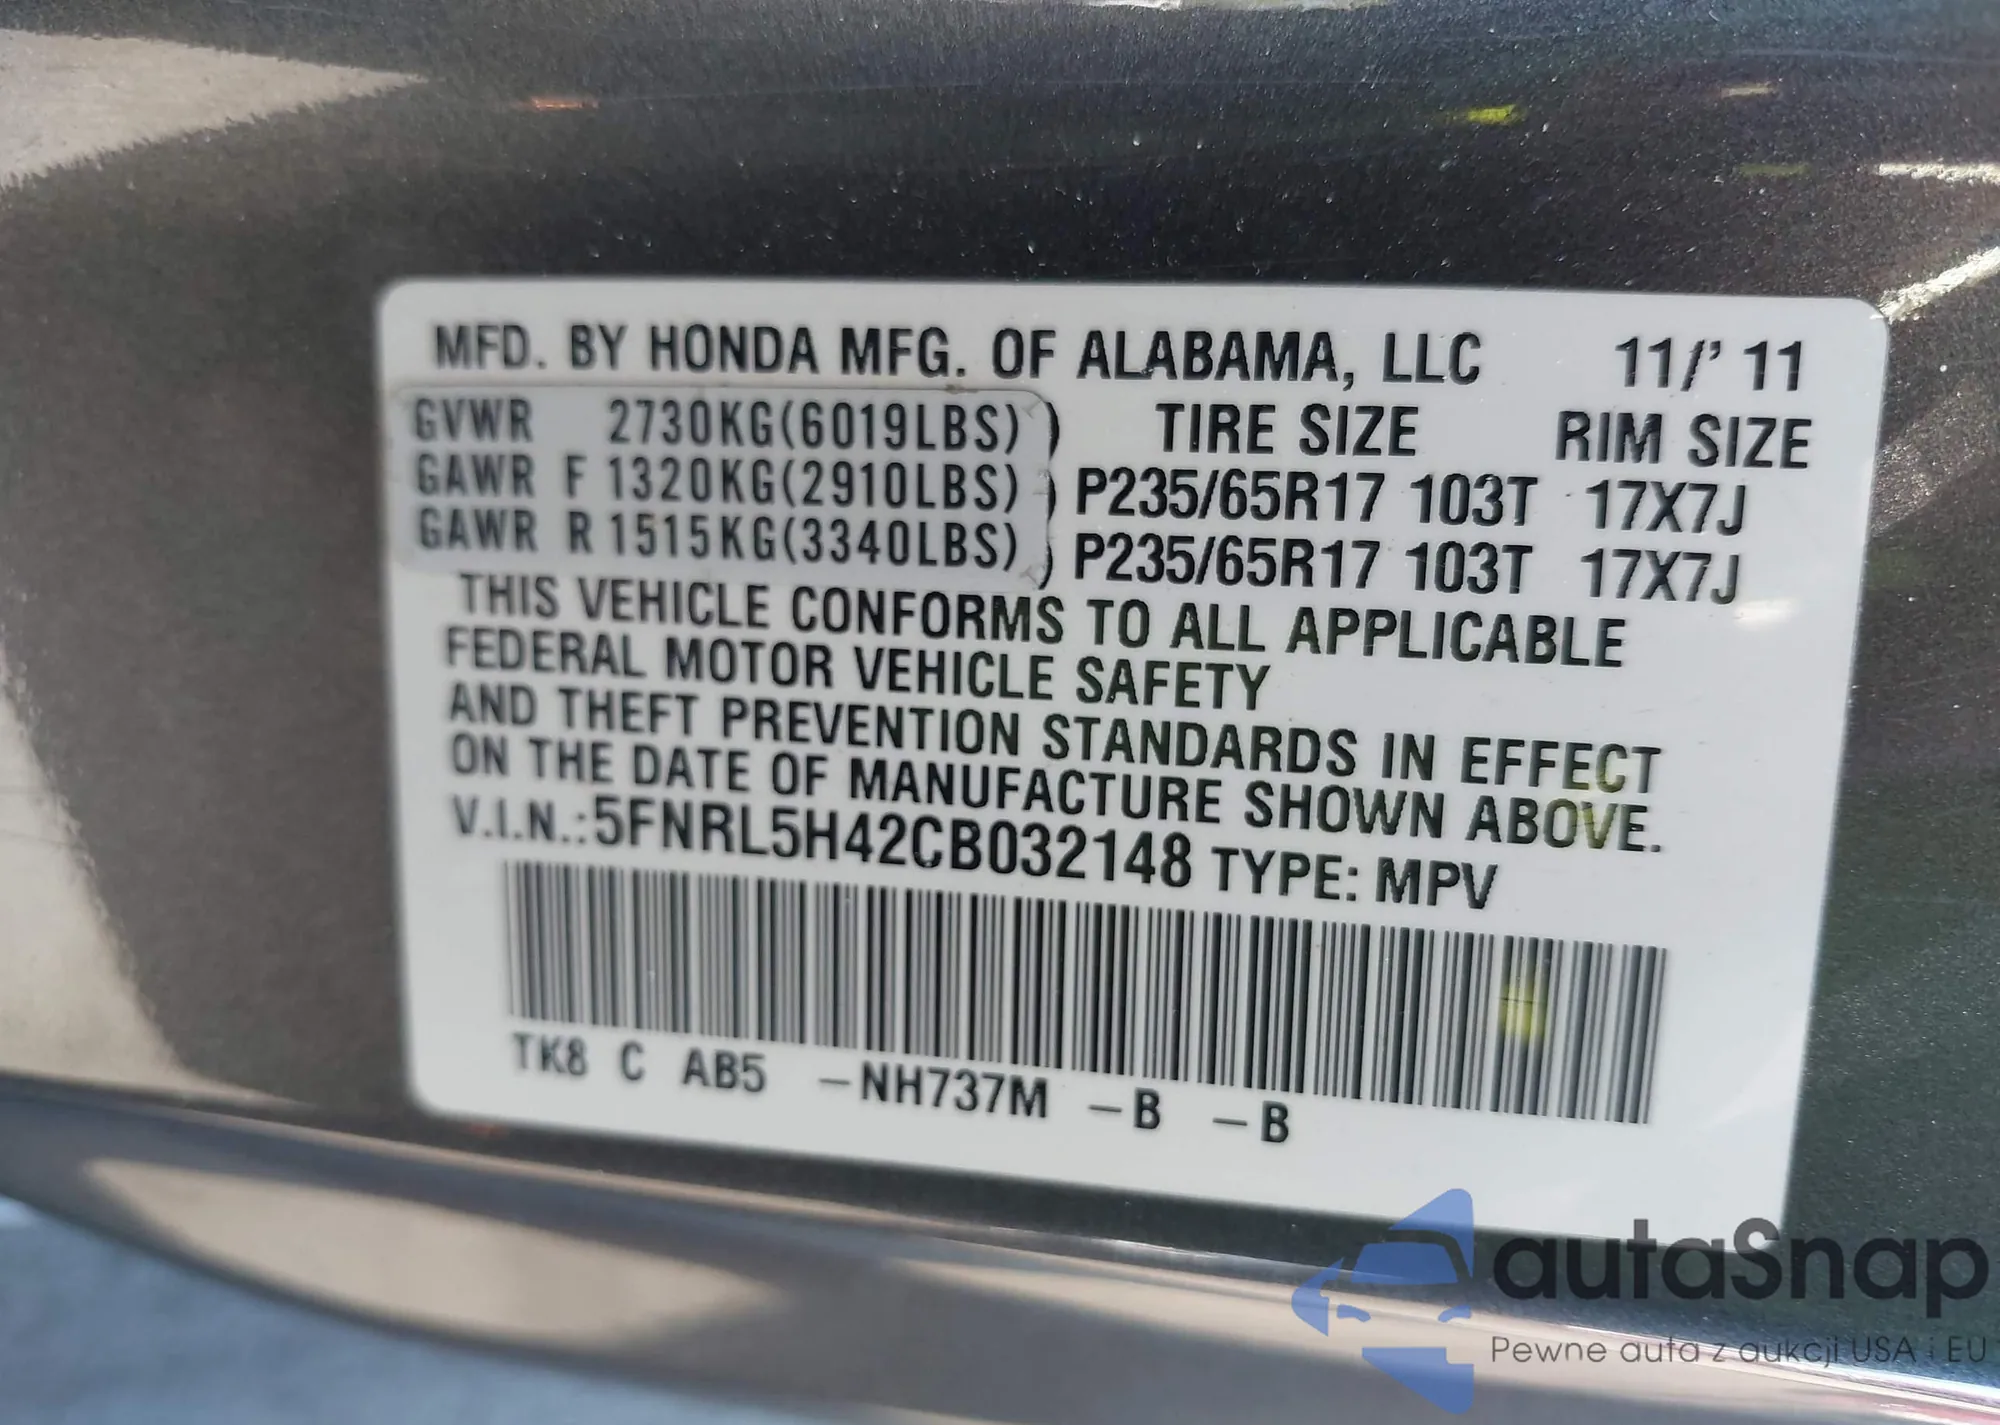 MFD. BY HONDA MFG. OF ALABAMA, LLC 11/'11
GVWR 2730KG(6019LBS) TIRE SIZE RIM SIZE
GAWR F 1320KG(2910LBS) P235/65R17 103T 17X7J
GAWR R 1515KG(3340LBS) P235/65R17 103T 17X7J
THIS VEHICLE CONFORMS TO ALL APPLICABLE
FEDERAL MOTOR VEHICLE SAFETY
AND THEFT PREVENTION STANDARDS IN EFFECT
ON THE DATE OF MANUFACTURE SHOWN ABOVE.
V.I.N.:5FNRL5H42CB032148 TYPE: MPV
TK8 C AB5 -NH737M -B -B
autaSnap
Pewne auta z aukcji USA i EU